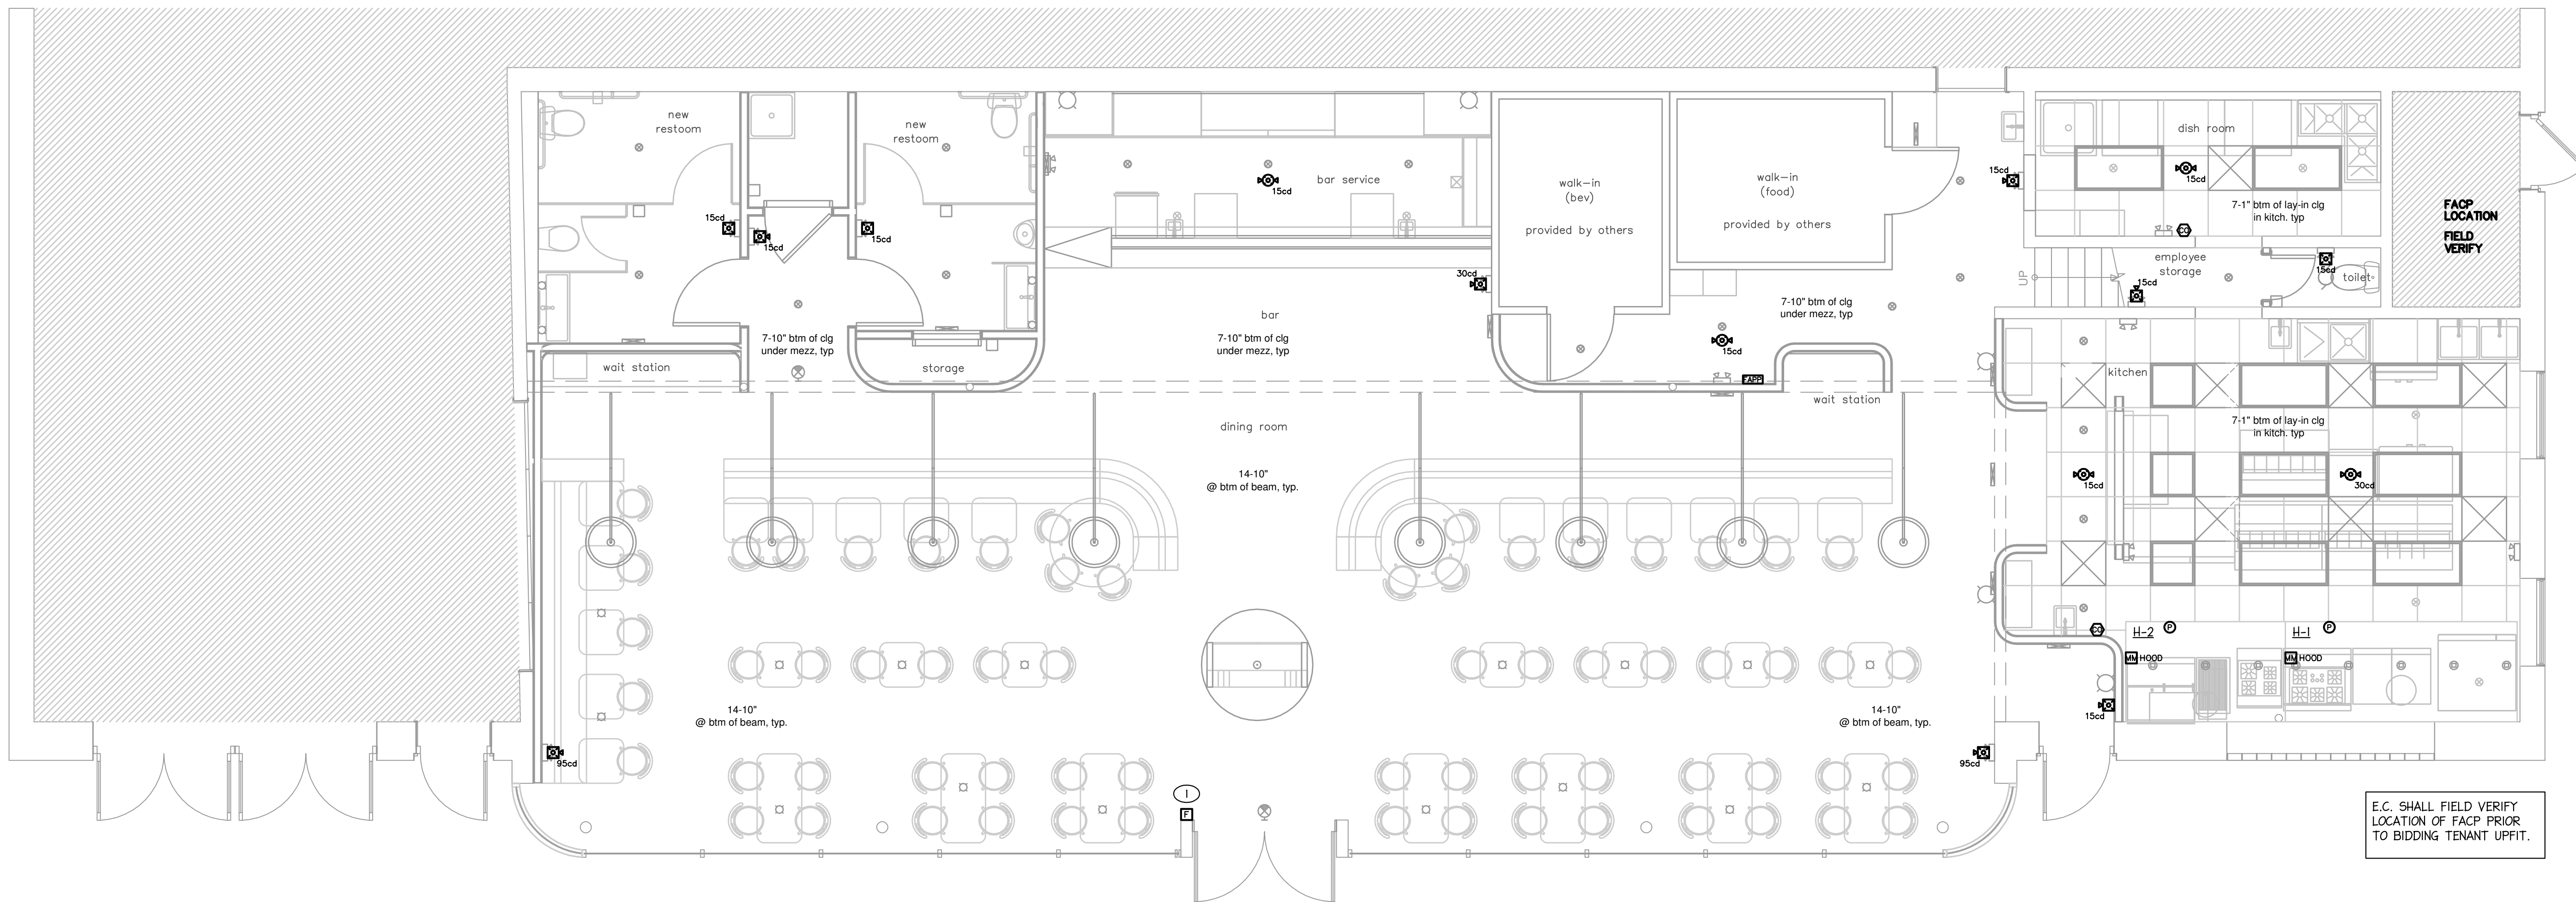 new
restoom
new
restoom
dish room
bar service
15cd
15cd
15cd
walk-in
(bev)
provided by others
walk-in
(food)
provided by others
7-1" btm of lay-in clg
in kitch. typ
FACP
LOCATION
FIELD
VERIFY
15cd
15cd
15cd
CO
employee
storage
UP
15cd
toilet
15cd
30cd
bar
7-10" btm of clg
under mezz, typ
7-10" btm of clg
under mezz, typ
7-10" btm of clg
under mezz, typ
15cd
wait station
storage
FAPP
wait station
kitchen
dining room
7-1" btm of lay-in clg
in kitch. typ
14-10"
@ btm of beam, typ.
15cd
30cd
CO
H-2
P
H-1
P
MM HOOD
MM HOOD
14-10"
@ btm of beam, typ.
14-10"
@ btm of beam, typ.
15cd
95cd
95cd
1
F
E.C. SHALL FIELD VERIFY
LOCATION OF FACP PRIOR
TO BIDDING TENANT UPFIT.